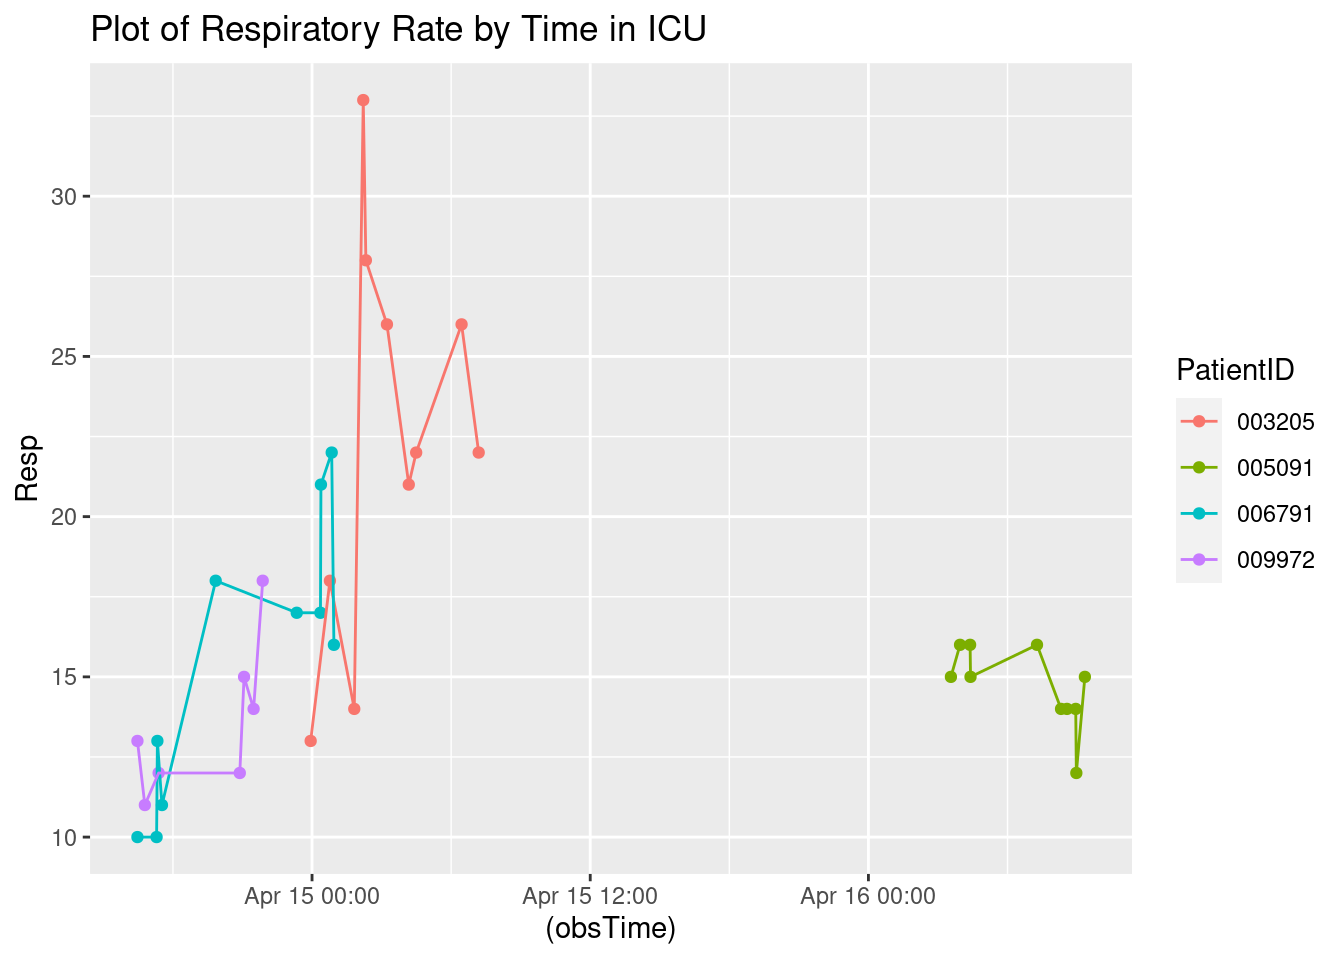 Plot of Respiratory Rate by Time in ICU
30
25
20
15
10
Resp
Apr 15 00:00
Apr 15 12:00
Apr 16 00:00
(obsTime)
PatientID
003205
005091
006791
009972